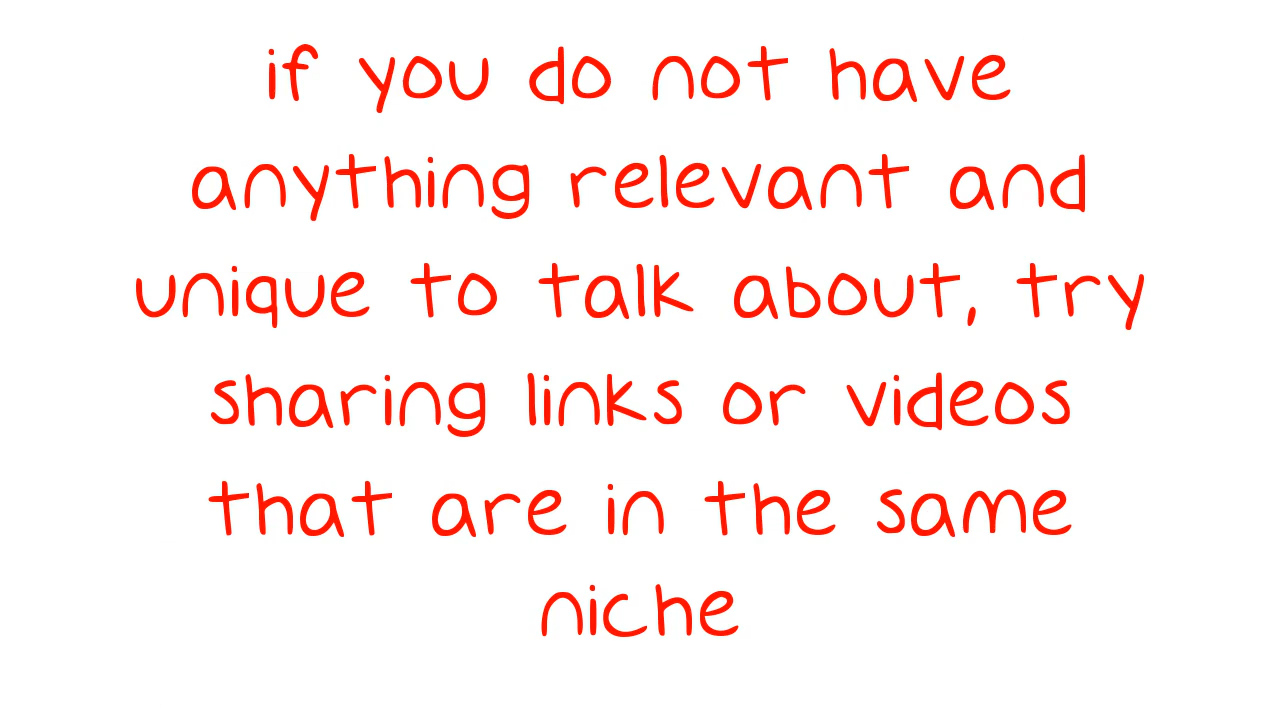 if you do not have
anything relevant and
unique to talk about, try
sharing links or videos
that are in the same
niche